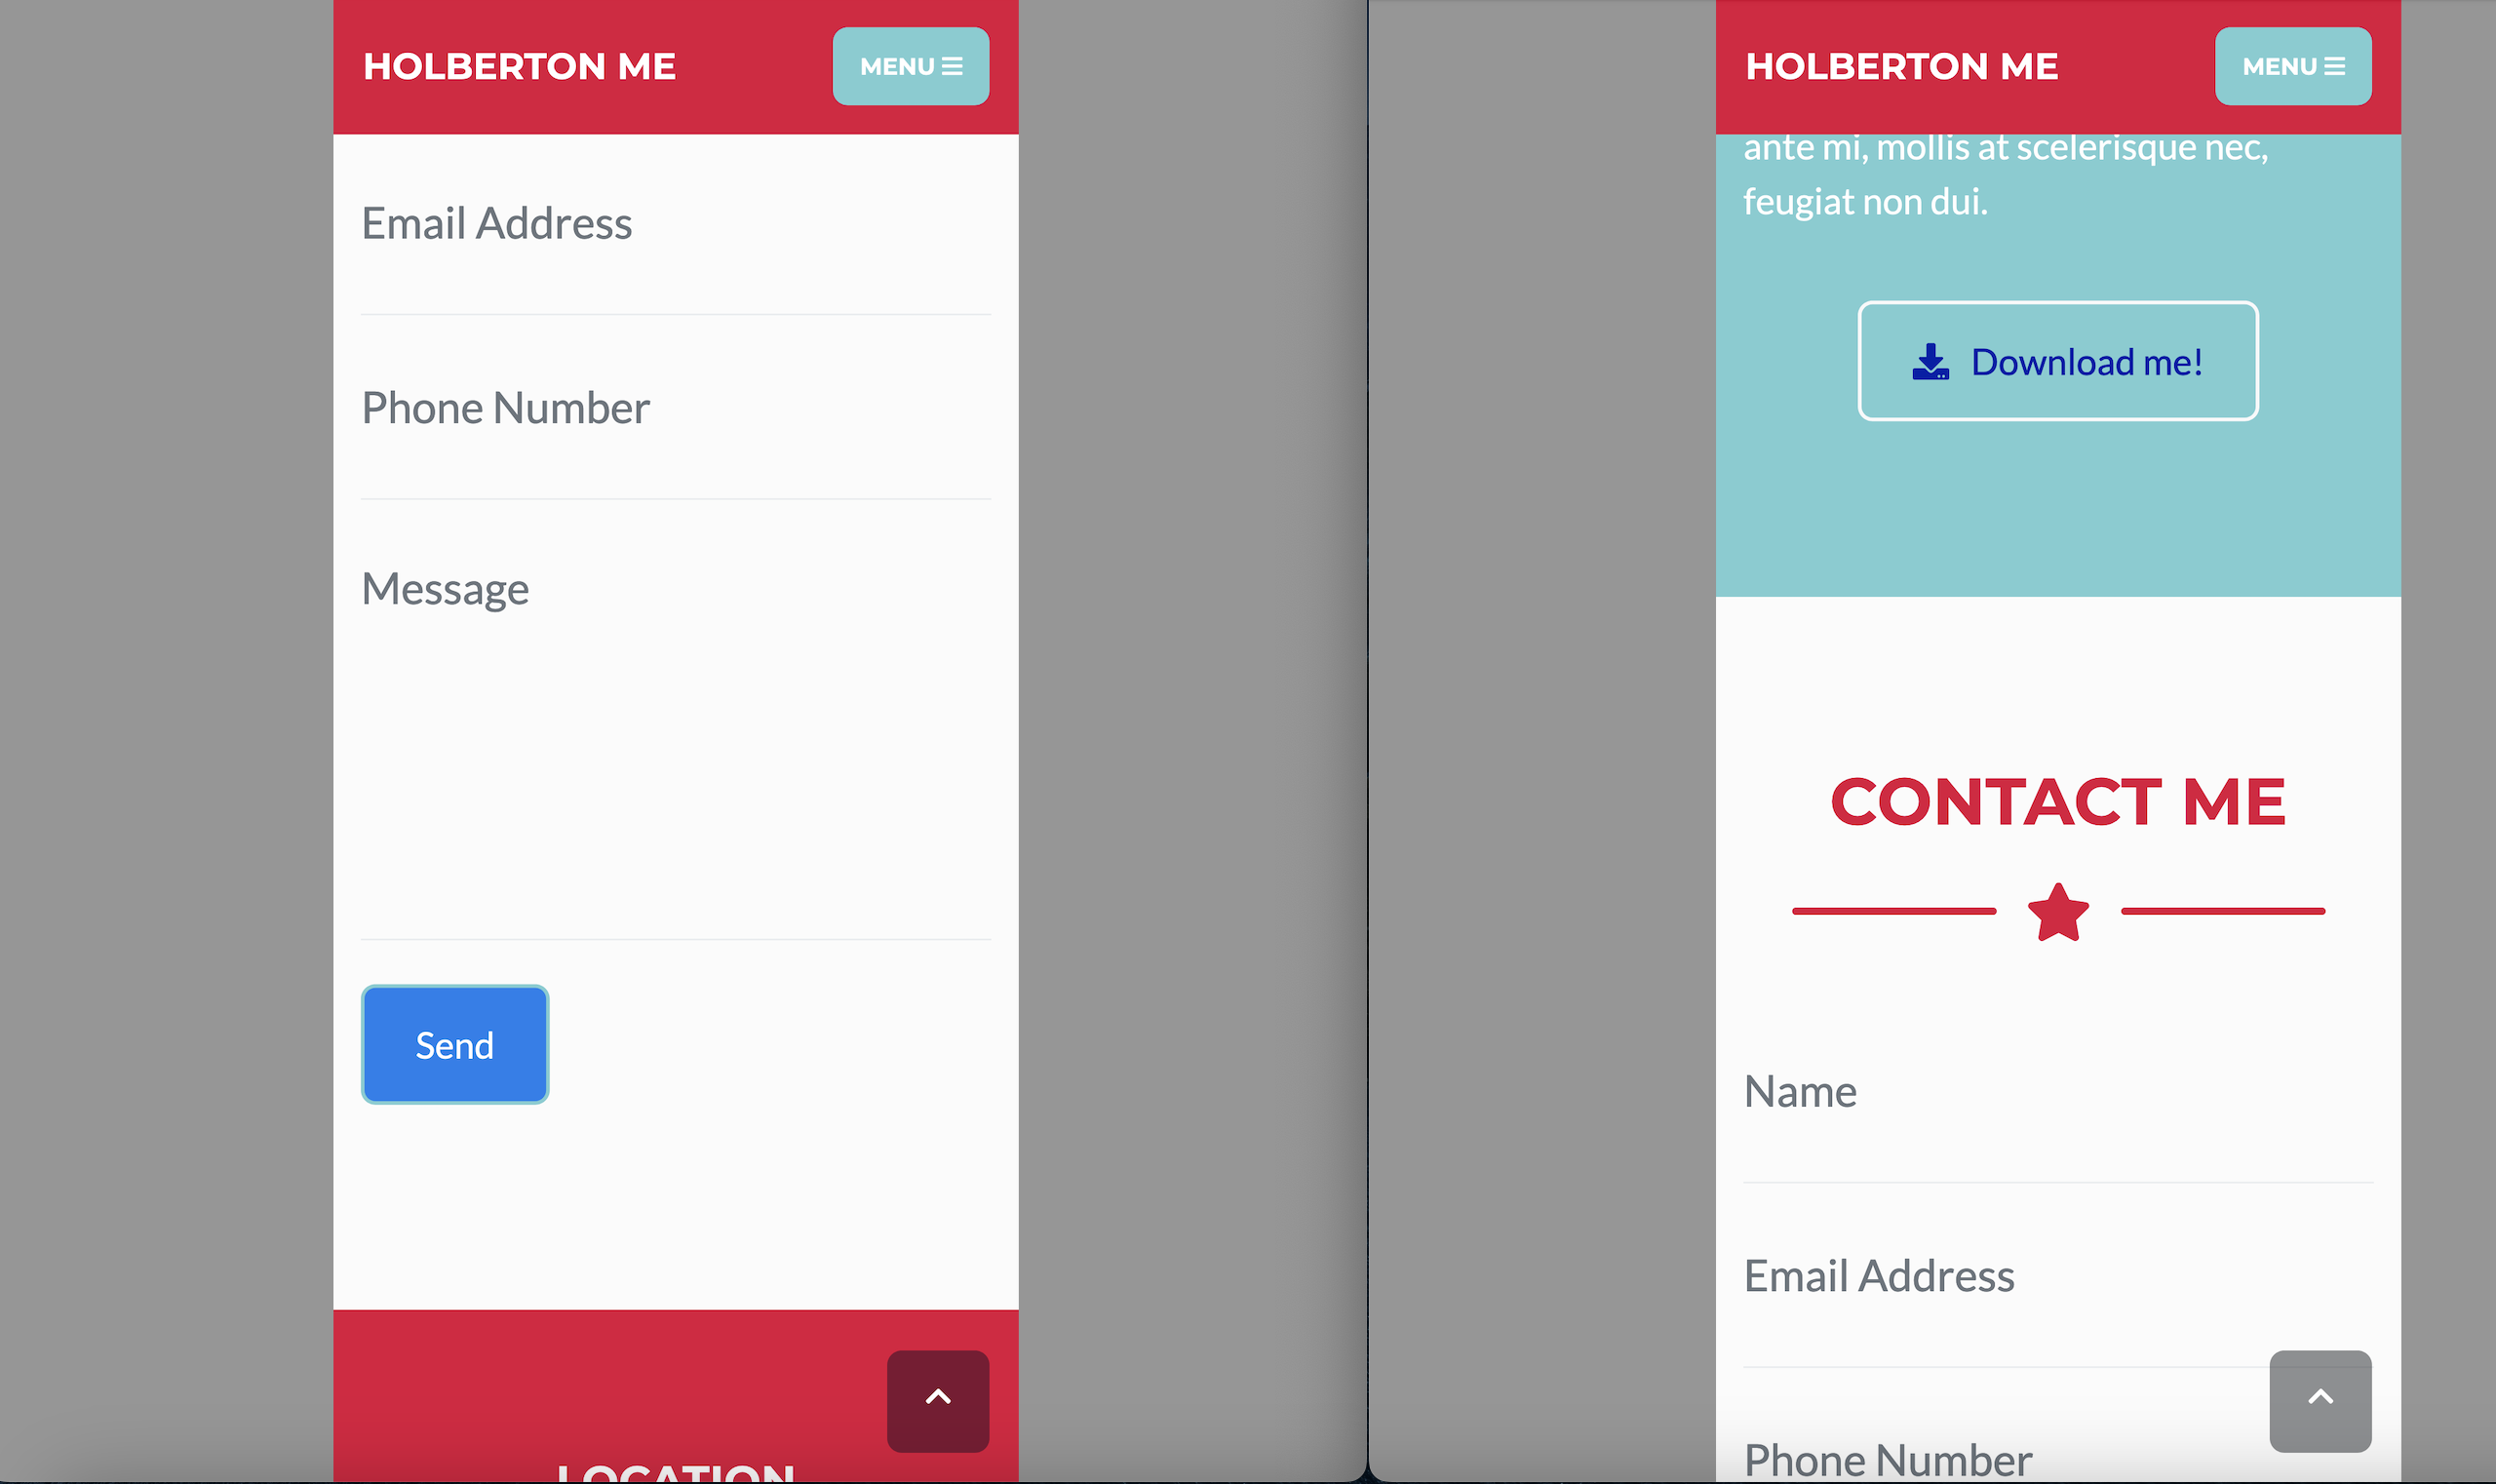 HOLBERTON ME
MENU
Email Address
Phone Number
Message
Send
LOCATION
HOLBERTON ME
MENU
ante mi, mollis at scelerisque nec,
feugiat non dui.
Download me!
CONTACT ME
Name
Email Address
Phone Number